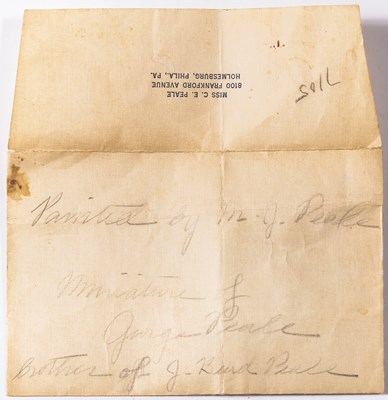 MISS C. E. PEALE
8100 FRANKFORD AVENUE
HOLMESBURG, PHILA., PA.
Painted by M. J. Peale
Miniature of
George Peale
Brother of J. Burd Peale